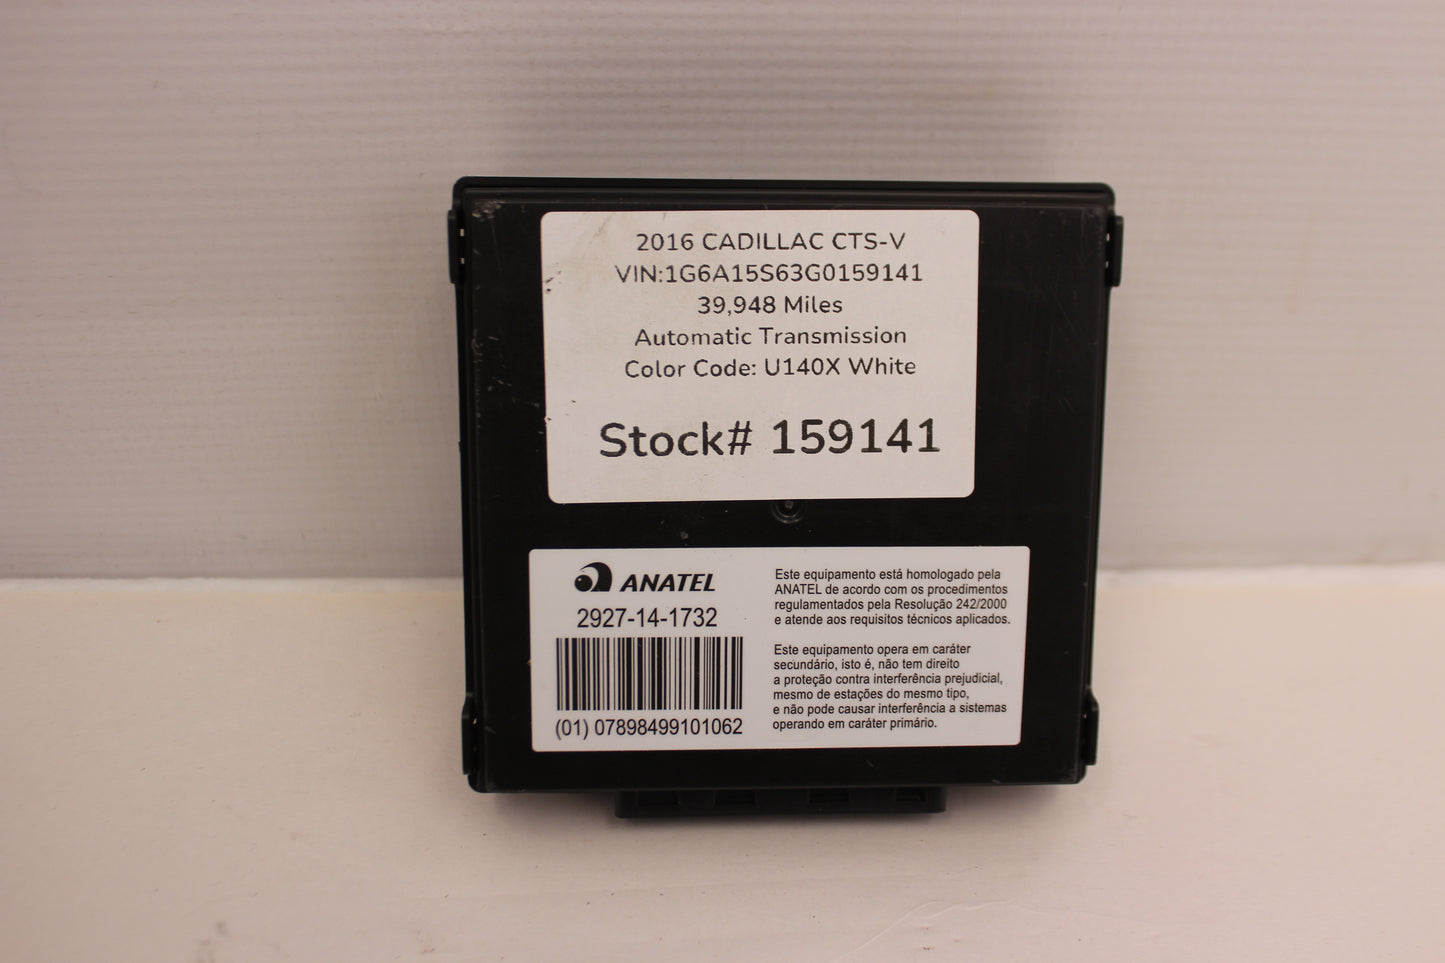 2016 CADILLAC CTS-V
VIN:1G6A15S63G0159141
39,948 Miles
Automatic Transmission
Color Code: U140X White
Stock# 159141
ANATEL
2927-14-1732
(01) 07898499101062
Este equipamento está homologado pela
ANATEL de acordo com os procedimentos
regulamentados pela Resolução 242/2000
e atende aos requisitos técnicos aplicados.
Este equipamento opera em caráter
secundário, isto é, não tem direito
a proteção contra interferência prejudicial,
mesmo de estações do mesmo tipo,
e não pode causar interferência a sistemas
operando em caráter primário.